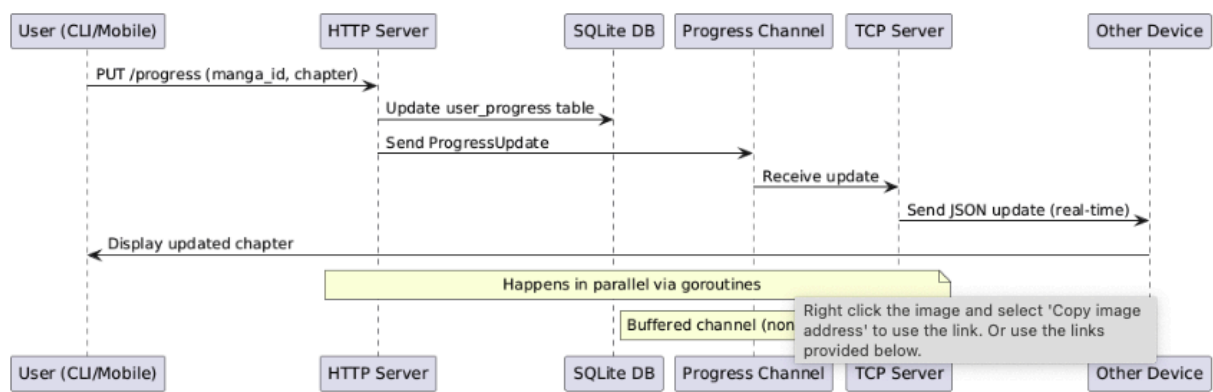 User (CLI/Mobile) HTTP Server SQLite DB Progress Channel TCP Server Other Device
PUT /progress (manga_id, chapter)
Update user_progress table
Send ProgressUpdate
Receive update
Send JSON update (real-time)
Display updated chapter
Happens in parallel via goroutines
Buffered channel (non
Right click the image and select 'Copy image
address' to use the link. Or use the links
provided below.
User (CLI/Mobile) HTTP Server SQLite DB Progress Channel TCP Server Other Device